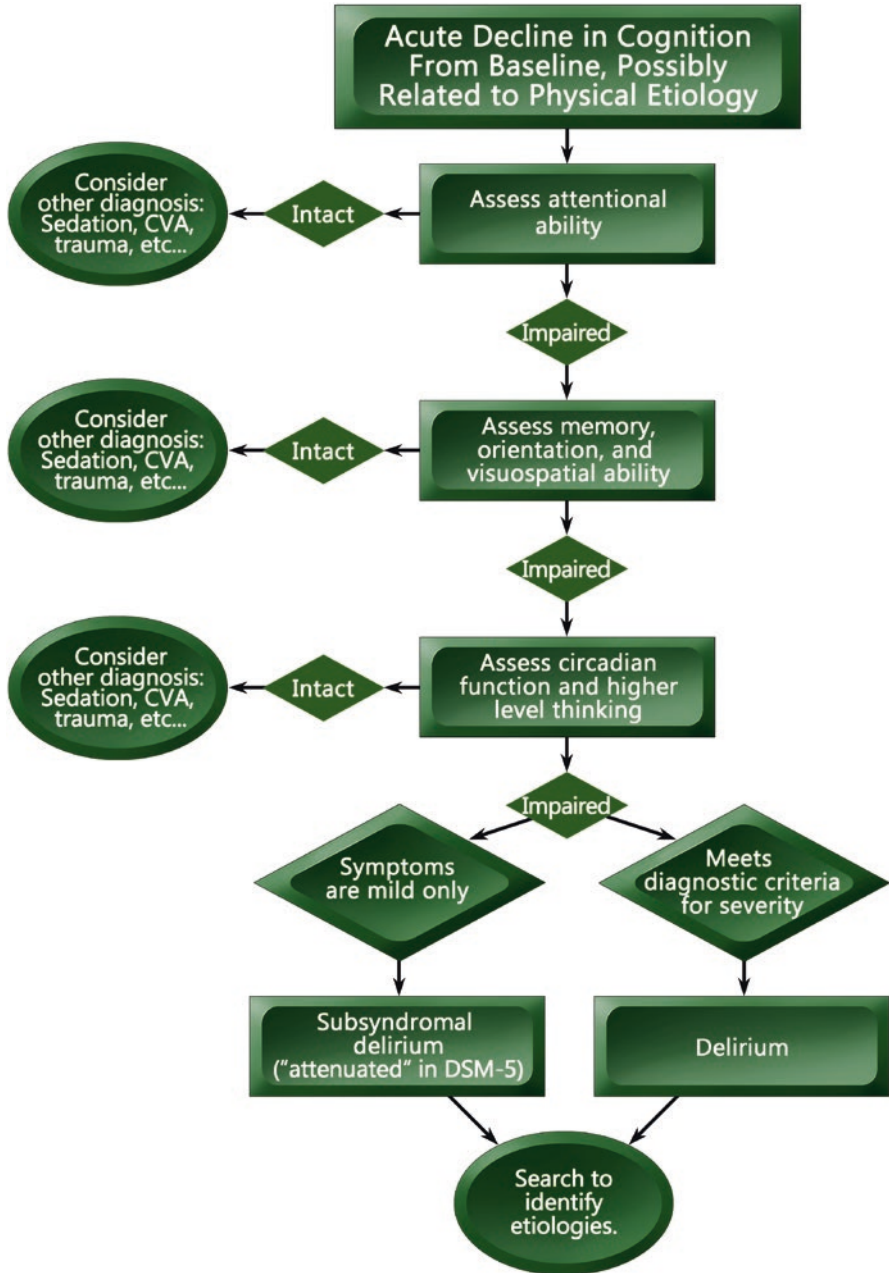 Acute Decline in Cognition
From Baseline, Possibly
Related to Physical Etiology
Consider
other diagnosis:
Sedation, CVA,
trauma, etc...
Intact
Assess attentional
ability
Impaired
Consider
other diagnosis:
Sedation, CVA,
trauma, etc...
Intact
Assess memory,
orientation, and
visuospatial ability
Impaired
Consider
other diagnosis:
Sedation, CVA,
trauma, etc...
Intact
Assess circadian
function and higher
level thinking
Impaired
Symptoms
are mild only
Meets
diagnostic criteria
for severity
Subsyndromal
delirium
("attenuated" in DSM-5)
Delirium
Search to
identify
etiologies.